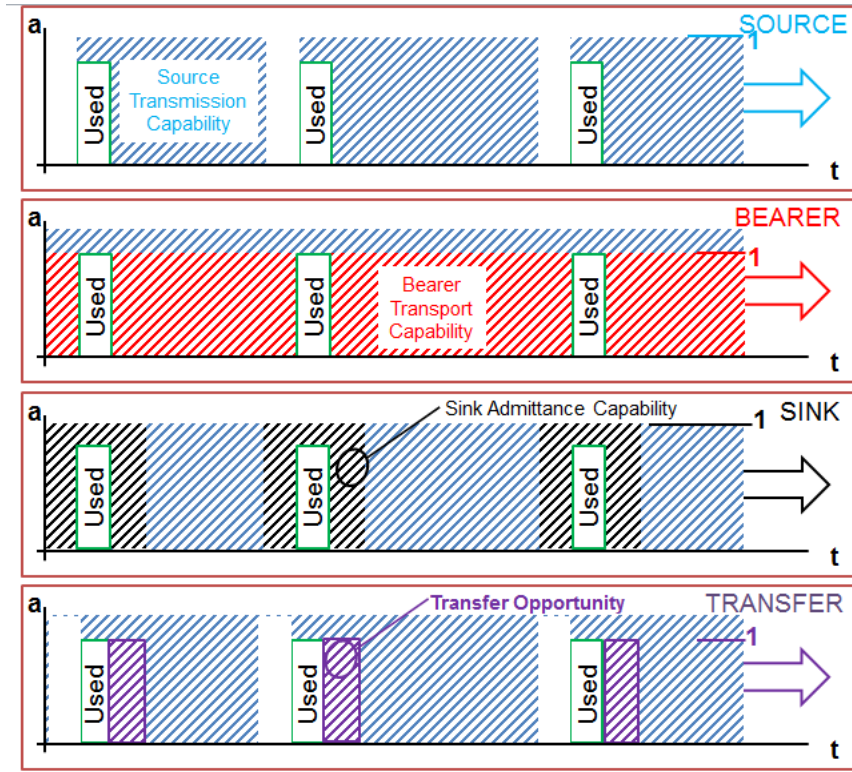 a
SOURCE
1
Source
Transmission
Capability
Used
Used
Used
t
a
BEARER
1
Bearer
Transport
Capability
Used
Used
Used
t
a
Sink Admittance Capability
1 SINK
Used
Used
Used
t
a
Transfer Opportunity
TRANSFER
1
Used
Used
Used
t